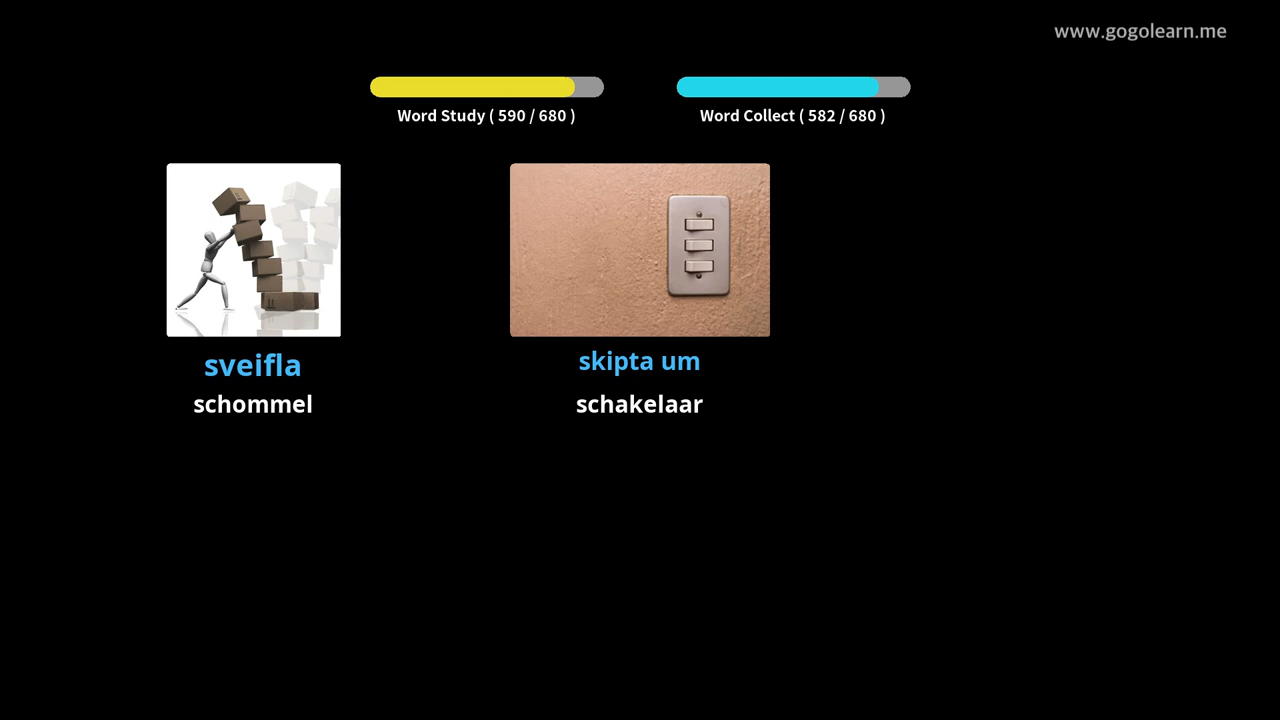 www.gogolearn.me
Word Study ( 590 / 680 )
Word Collect ( 582 / 680 )
sveifla
schommel
skipta um
schakelaar